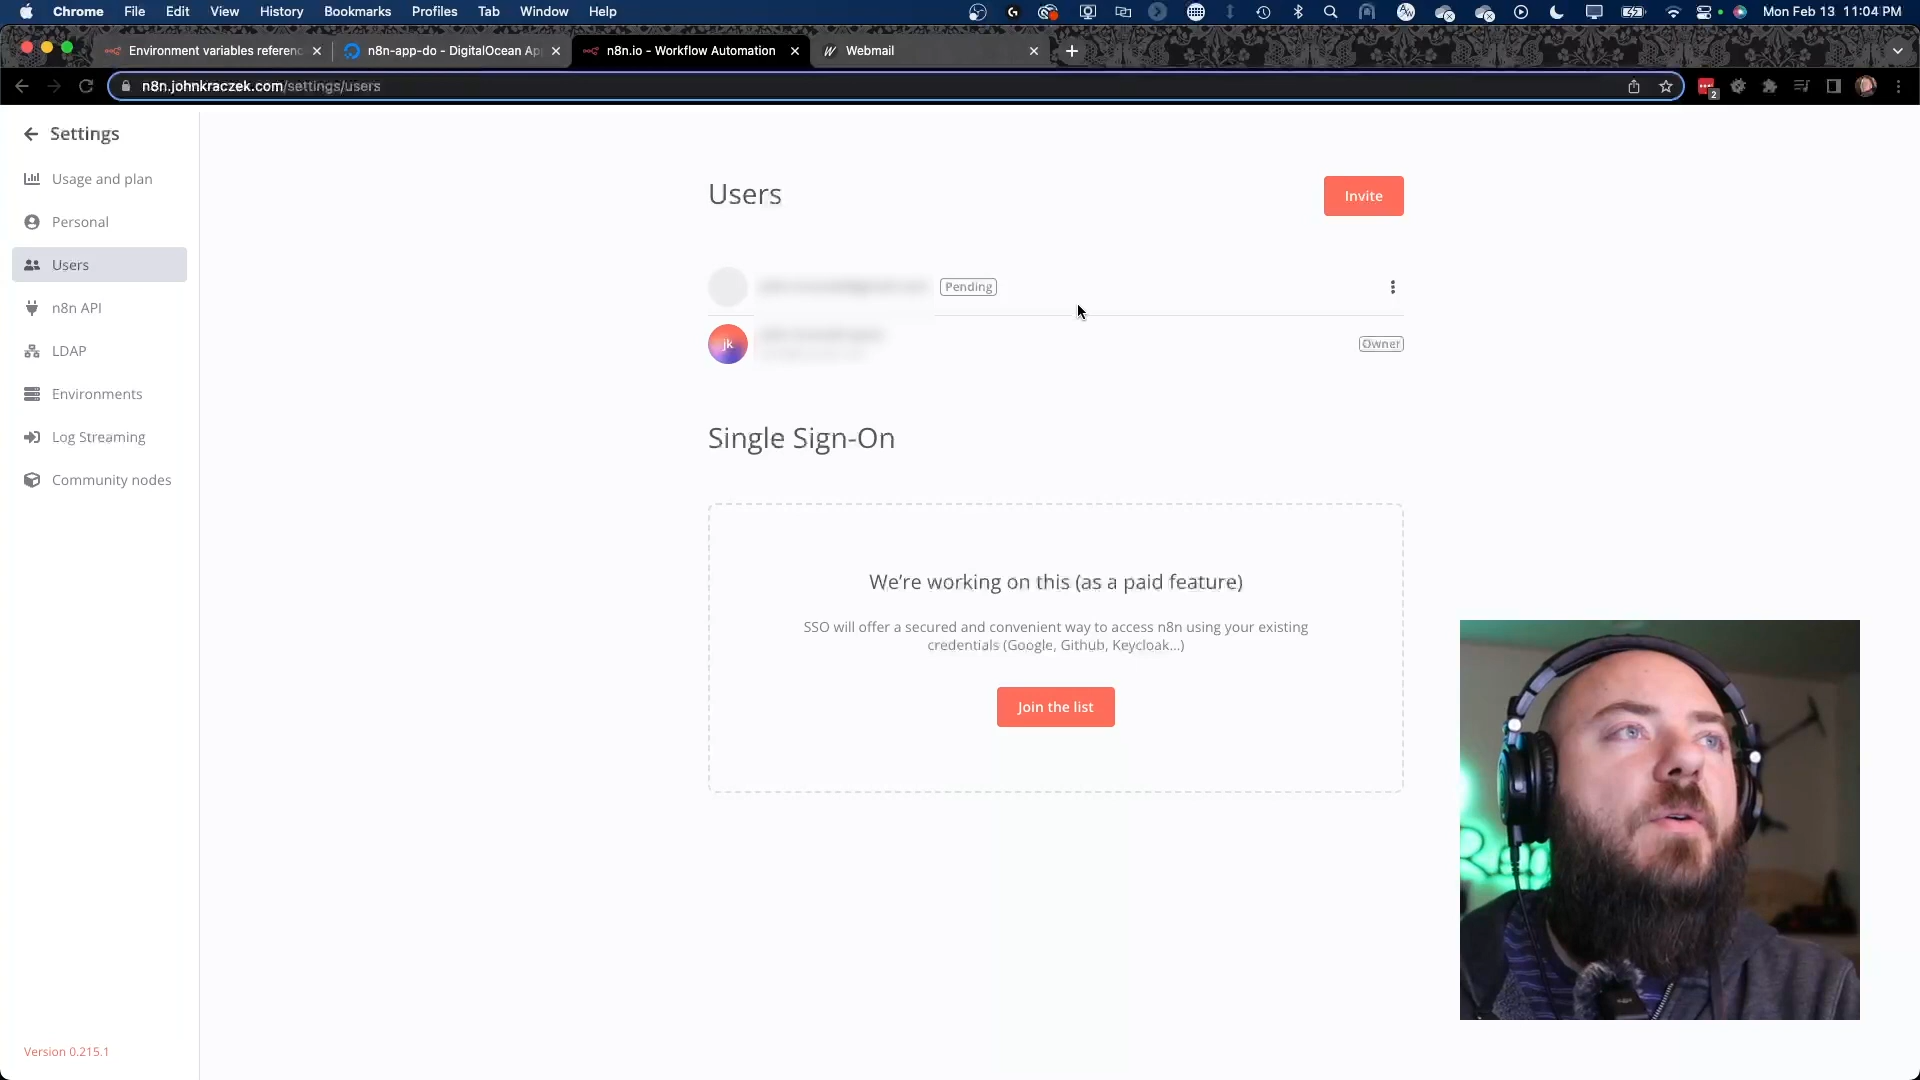 Chrome File Edit View History Bookmarks Profiles Tab Window Help Mon Feb 13 11:04 PM
Environment variables referen n8n-app-do - DigitalOcean Ap n8n.io - Workflow Automation Webmail
n8n.johnkraczek.com/settings/users
2
Settings
Usage and plan
Personal
Users
n8n API
LDAP
Environments
Log Streaming
Community nodes
Version 0.215.1
Users
Invite
Pending
jk
Owner
Single Sign-On
We're working on this (as a paid feature)
SSO will offer a secured and convenient way to access n8n using your existing
credentials (Google, Github, Keycloak...)
Join the list